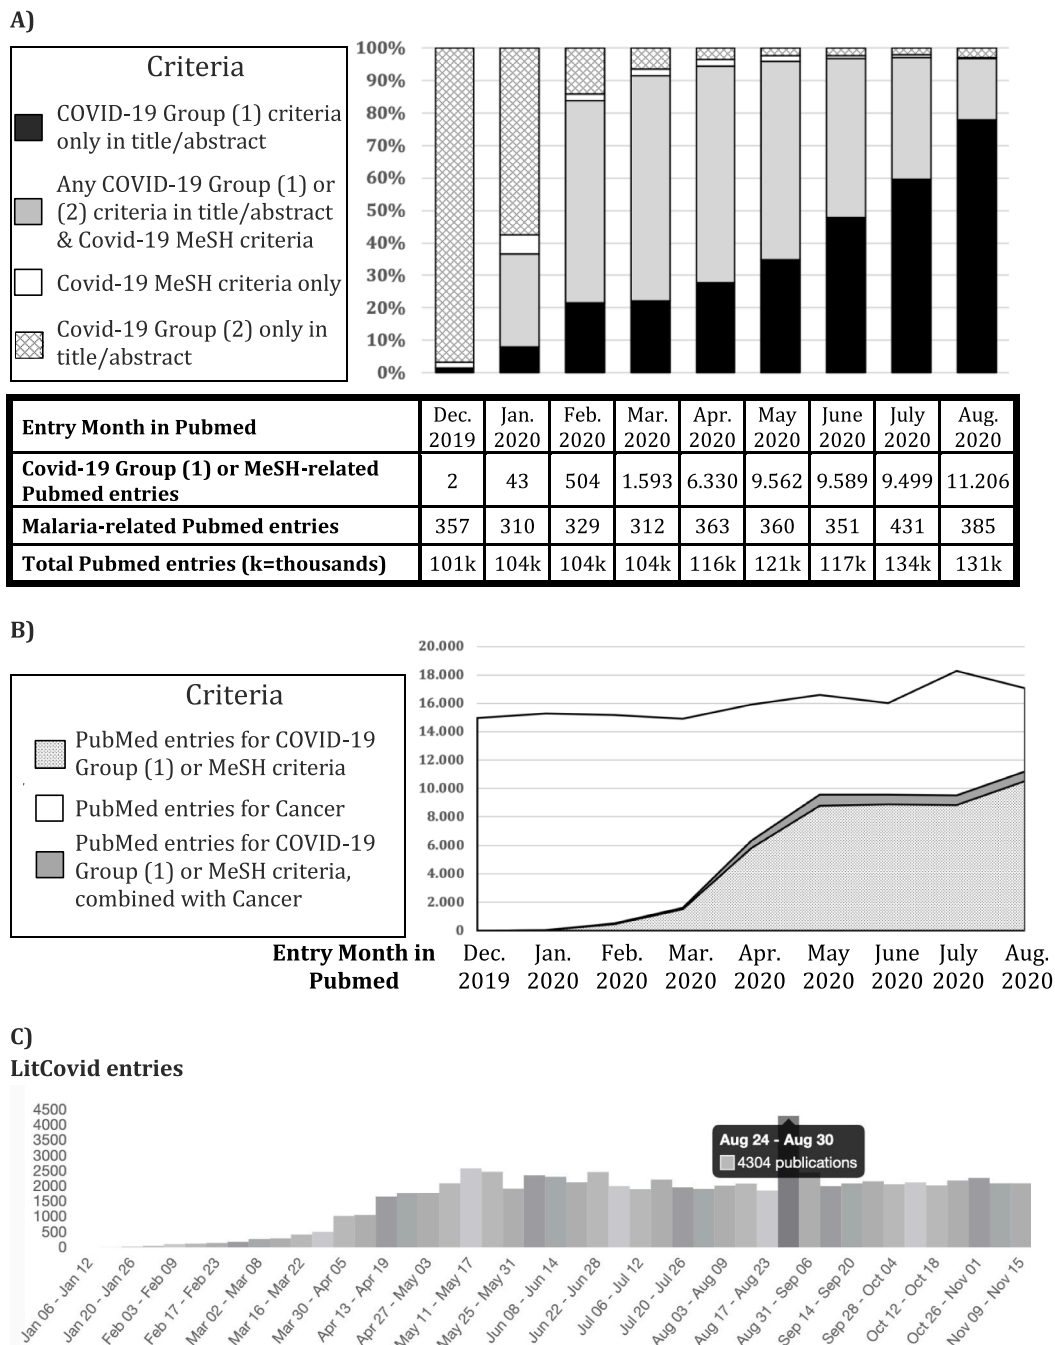 A)
Criteria
COVID-19 Group (1) criteria
only in title/abstract
Any COVID-19 Group (1) or
(2) criteria in title/abstract
& Covid-19 MeSH criteria
Covid-19 MeSH criteria only
Covid-19 Group (2) only in
title/abstract
100%
90%
80%
70%
60%
50%
40%
30%
20%
10%
0%
Entry Month in Pubmed Dec. 2019 Jan. 2020 Feb. 2020 Mar. 2020 Apr. 2020 May 2020 June 2020 July 2020 Aug. 2020
Covid-19 Group (1) or MeSH-related
Pubmed entries 2 43 504 1.593 6.330 9.562 9.589 9.499 11.206
Malaria-related Pubmed entries 357 310 329 312 363 360 351 431 385
Total Pubmed entries (k=thousands) 101k 104k 104k 104k 116k 121k 117k 134k 131k
B)
Criteria
PubMed entries for COVID-19
Group (1) or MeSH criteria
PubMed entries for Cancer
PubMed entries for COVID-19
Group (1) or MeSH criteria,
combined with Cancer
20.000
18.000
16.000
14.000
12.000
10.000
8.000
6.000
4.000
2.000
0
Entry Month in Dec. Jan. Feb. Mar. Apr. May June July Aug.
Pubmed 2019 2020 2020 2020 2020 2020 2020 2020 2020
C)
LitCovid entries
4500
4000
3500
3000
2500
2000
1500
1000
500
0
Aug 24 - Aug 30
4304 publications
Jan 06 - Jan 12
Jan 20 - Jan 26
Feb 03 - Feb 09
Feb 17 - Feb 23
Mar 02 - Mar 08
Mar 16 - Mar 22
Mar 30 - Apr 05
Apr 13 - Apr 19
Apr 27 - May 03
May 11 - May 17
May 25 - May 31
Jun 08 - Jun 14
Jun 22 - Jun 28
Jul 06 - Jul 12
Jul 20 - Jul 26
Aug 03 - Aug 09
Aug 17 - Aug 23
Aug 31 - Sep 06
Sep 14 - Sep 20
Sep 28 - Oct 04
Oct 12 - Oct 18
Oct 26 - Nov 01
Nov 09 - Nov 15